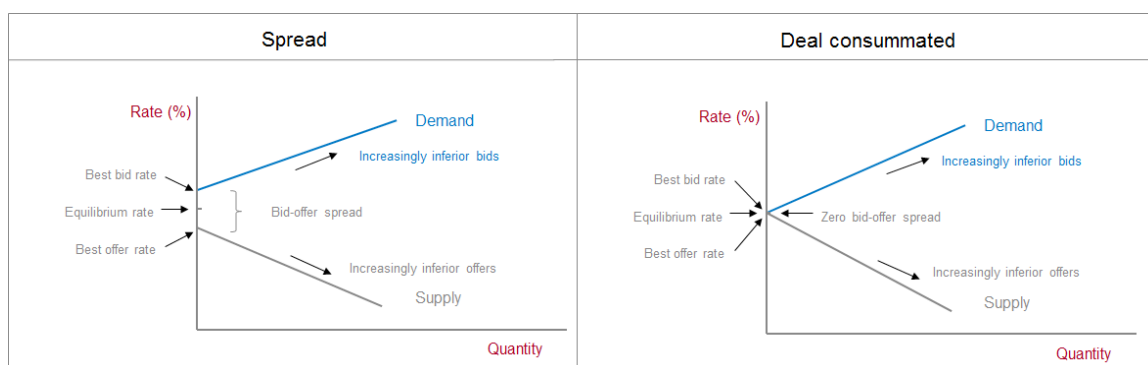 Spread
Rate (%)
Demand
Increasingly inferior bids
Best bid rate
Equilibrium rate
Bid-offer spread
Best offer rate
Increasingly inferior offers
Supply
Quantity
Deal consummated
Rate (%)
Demand
Increasingly inferior bids
Best bid rate
Equilibrium rate
Zero bid-offer spread
Best offer rate
Increasingly inferior offers
Supply
Quantity